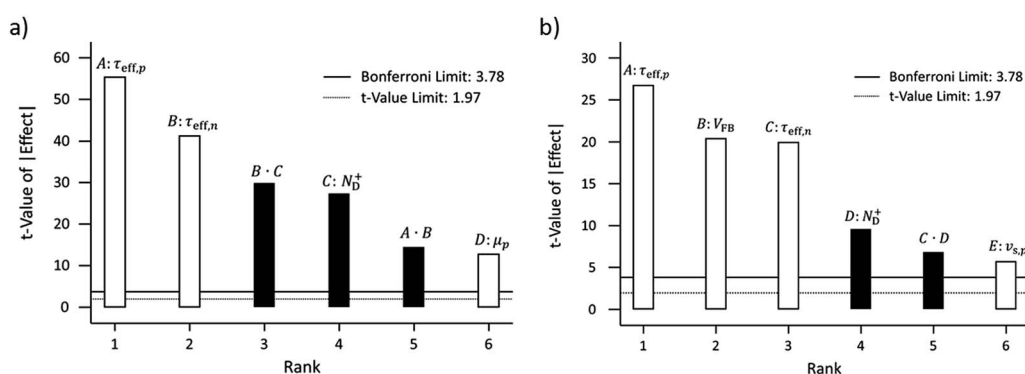 a)
t-Value of |Effect|
60
50
40
30
20
10
0
A: τeff,p
B: τeff,n
B · C
C: N_D^+
A · B
D: μp
Bonferroni Limit: 3.78
t-Value Limit: 1.97
1 2 3 4 5 6
Rank
b)
t-Value of |Effect|
30
25
20
15
10
5
0
A: τeff,p
B: VFB
C: τeff,n
D: N_D^+
C · D
E: vs,p
Bonferroni Limit: 3.78
t-Value Limit: 1.97
1 2 3 4 5 6
Rank